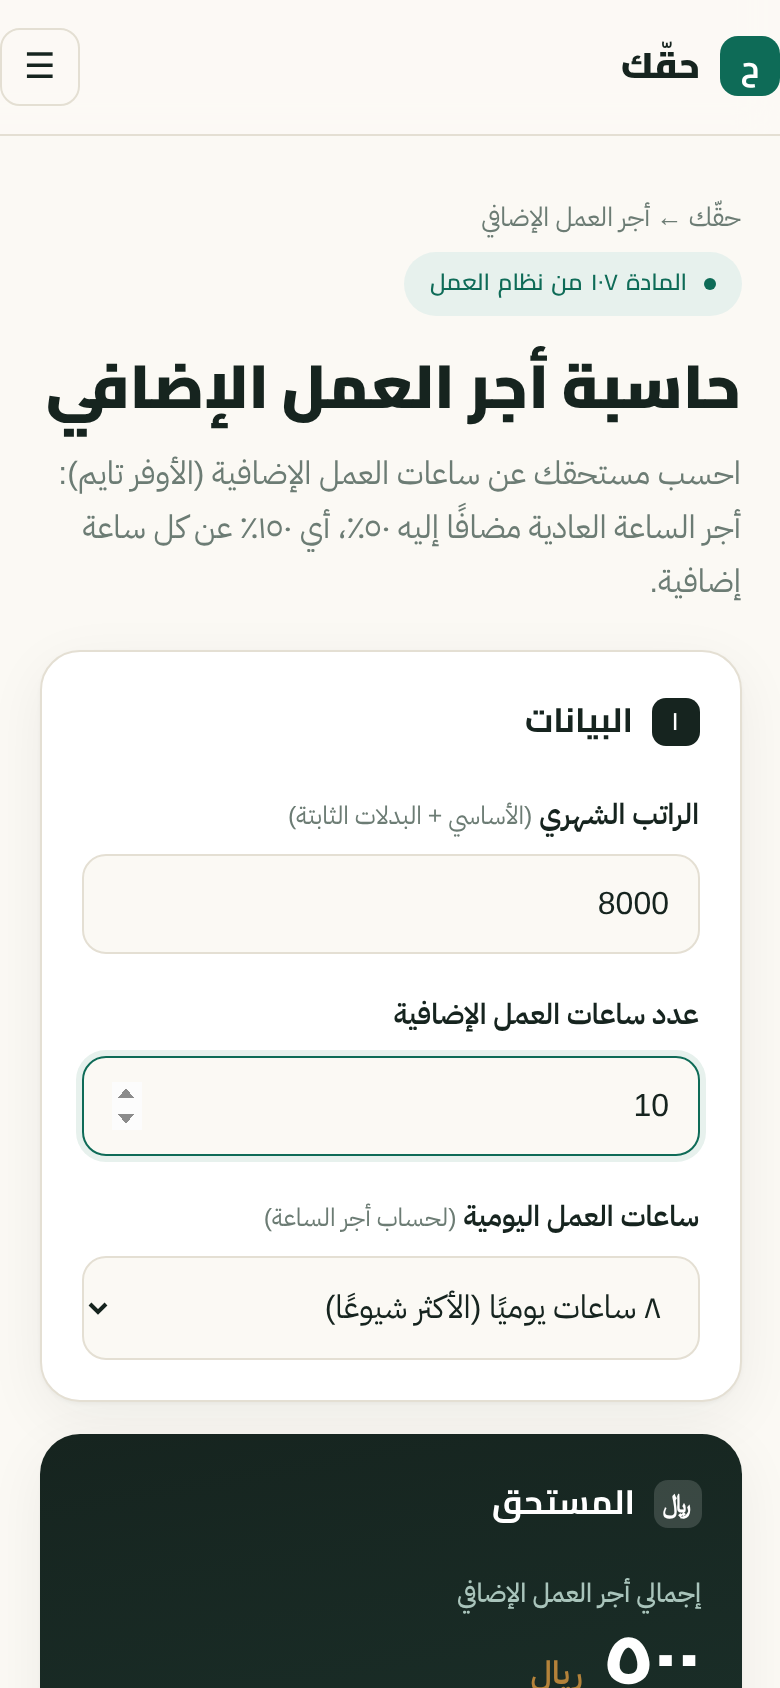 ح
حقّك
☰
حقّك ← أجر العمل الإضافي
المادة ١٠٧ من نظام العمل
حاسبة أجر العمل الإضافي
احسب مستحقك عن ساعات العمل الإضافية (الأوفر تايم):
أجر الساعة العادية مضافًا إليه ٥٠٪، أي ١٥٠٪ عن كل ساعة
إضافية.
١ البيانات
الراتب الشهري (الأساسي + البدلات الثابتة)
8000
عدد ساعات العمل الإضافية
10
ساعات العمل اليومية (لحساب أجر الساعة)
٨ ساعات يوميًا (الأكثر شيوعًا)
﷼ المستحق
إجمالي أجر العمل الإضافي
٥٠٠ ريال